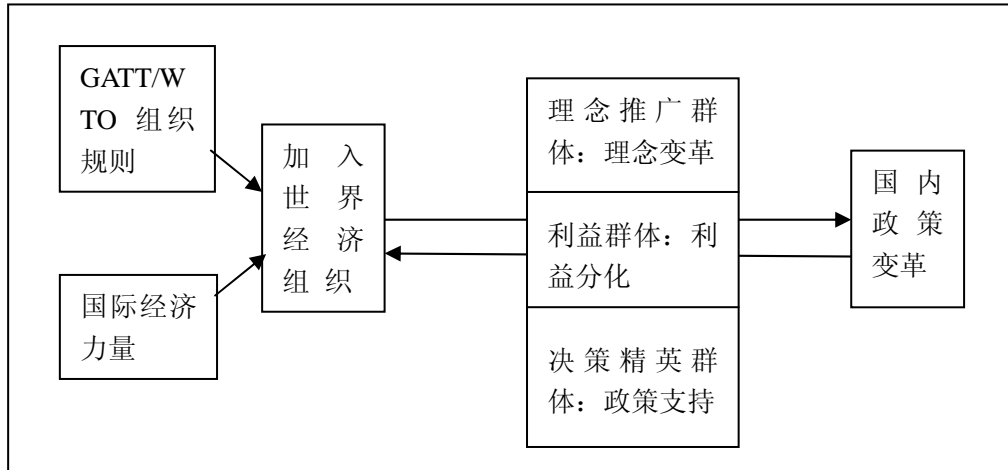 GATT/W
TO 组织
规则
国际经济
力量
加入
世界
经济
组织
理念推广群
体：理念变革
利益群体：利
益分化
决策精英群
体：政策支持
国内
政策
变革